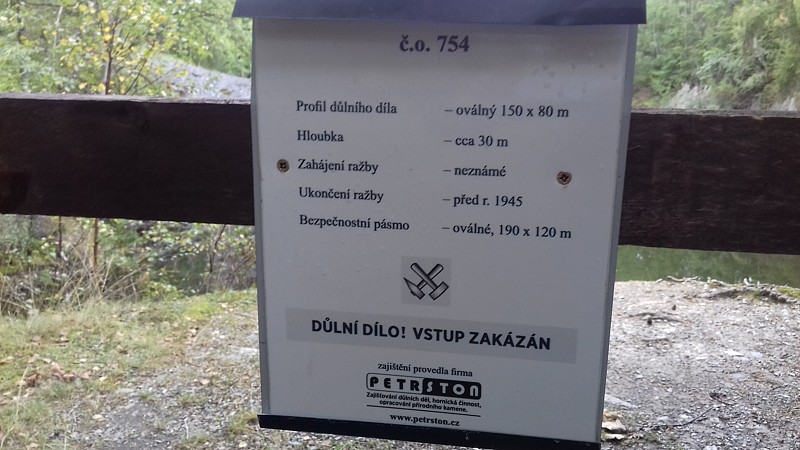 č.o. 754
Profil důlního díla – oválný 150 x 80 m
Hloubka – cca 30 m
Zahájení ražby – neznámé
Ukončení ražby – před r. 1945
Bezpečnostní pásmo – oválné, 190 x 120 m
DŮLNÍ DÍLO! VSTUP ZAKÁZÁN
zajištění provedla firma
PETRSTON
Zajišťování důlních děl, hornická činnost,
opracování přírodního kamene.
www.petrston.cz